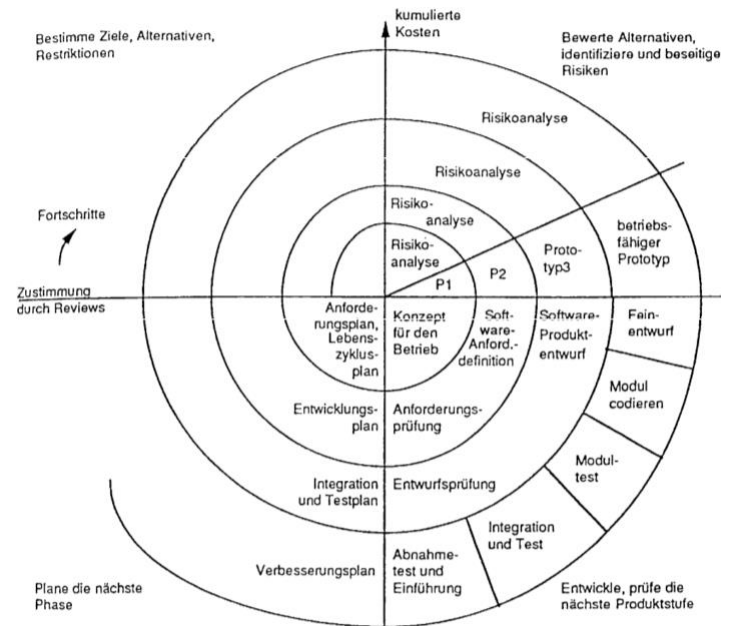 kumulierte
Kosten
Bestimme Ziele, Alternativen,
Restriktionen
Bewerte Alternativen,
identifiziere und beseitige
Risiken
Risikoanalyse
Risikoanalyse
Risiko-
analyse
Risiko-
analyse
Fortschritte
Zustimmung
durch Reviews
P1
P2
Proto-
typ3
betriebs-
fähiger
Prototyp
Anforde-
rungsplan,
Lebens-
zyklus-
plan
Konzept
für den
Betrieb
Soft-
ware-
Anford.-
definition
Software-
Produkt-
entwurf
Fein-
entwurf
Modul
codieren
Entwicklungs-
plan
Anforderungs-
prüfung
Modul-
test
Integration
und Testplan
Entwurfsprüfung
Integration
und Test
Verbesserungsplan
Abnahme-
test und
Einführung
Plane die nächste
Phase
Entwickle, prüfe die
nächste Produktstufe